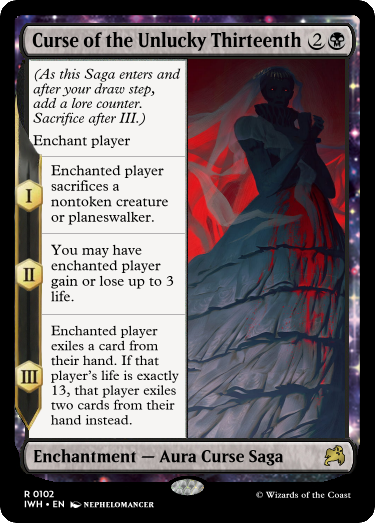 Curse of the Unlucky Thirteenth 2
(As this Saga enters and
after your draw step,
add a lore counter.
Sacrifice after III.)
Enchant player
I
Enchanted player
sacrifices a
nontoken creature
or planeswalker.
II
You may have
enchanted player
gain or lose up to 3
life.
III
Enchanted player
exiles a card from
their hand. If that
player's life is exactly
13, that player exiles
two cards from their
hand instead.
Enchantment — Aura Curse Saga
R 0102
IWH • EN NEPHELOMANCER
© Wizards of the Coast